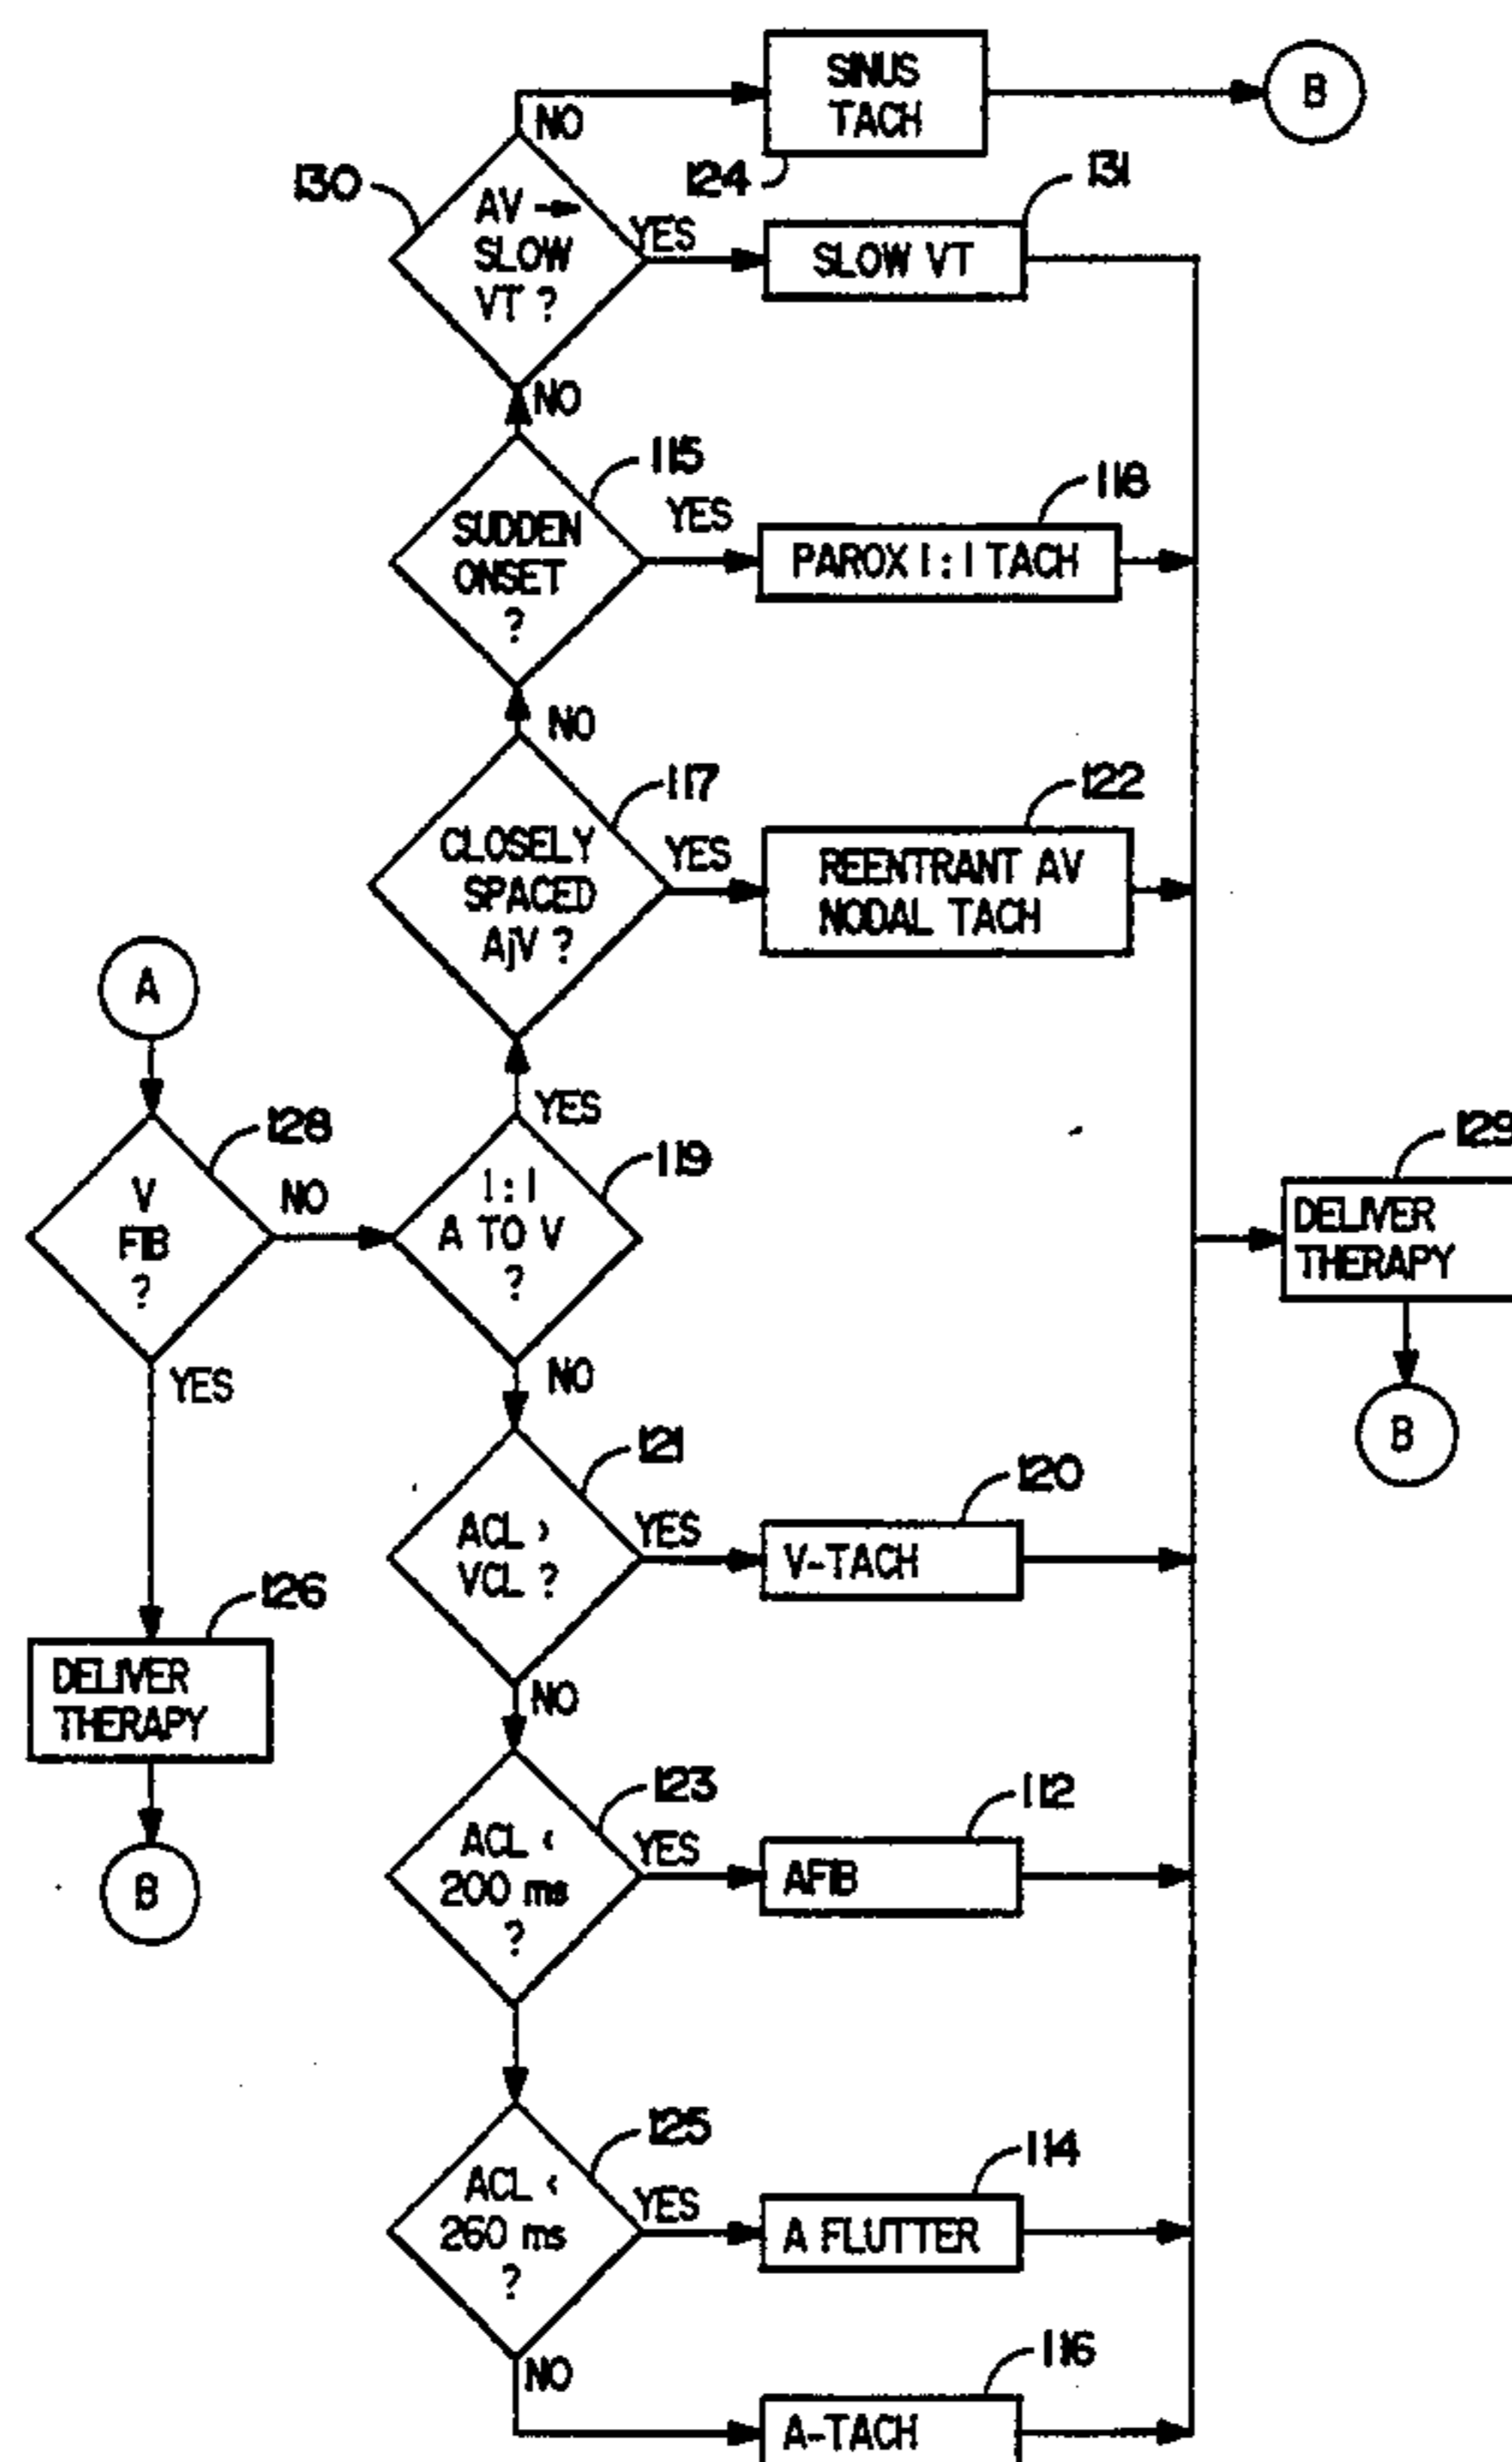 SINUS
TACH
B
NO
124
130
AV
SLOW
VT ?
YES
SLOW VT
131
NO
115
SUDDEN
ONSET
?
YES
118
PAROX 1:1 TACH
NO
117
CLOSELY
SPACED
AjV ?
YES
122
REENTRANT AV
NODAL TACH
A
YES
128
V
FIB
?
NO
119
1:1
A TO V
?
129
DELIVER
THERAPY
B
YES
NO
121
ACL >
VCL ?
YES
120
V-TACH
126
DELIVER
THERAPY
B
NO
123
ACL <
200 ms
?
YES
112
AFIB
125
ACL <
260 ms
?
YES
114
A FLUTTER
NO
116
A-TACH